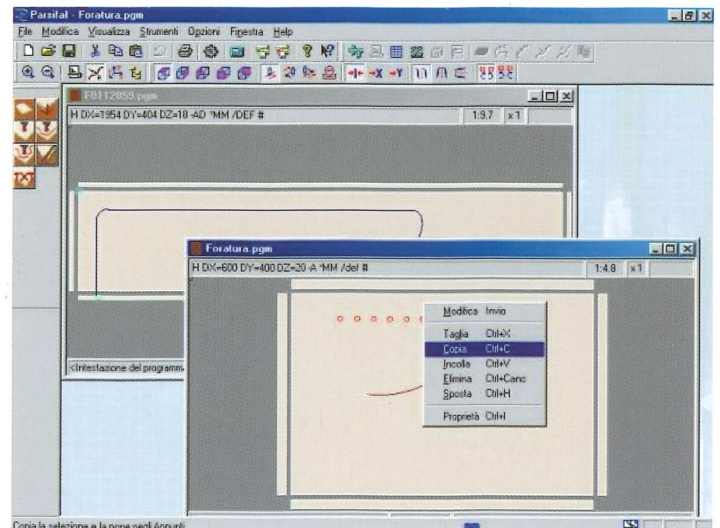 Parsifal - Foratura.pgm
File Modifica Visualizza Strumenti Opzioni Finestra Help
F0112059.pgm
H DX=1954 DY=404 DZ=18 -AD *MM /DEF #
1:9.7 x1
Foratura.pgm
H DX=600 DY=400 DZ=20 -A *MM /def #
1:4.8 x1
Modifica Invio
Taglia Ctrl+X
Copia Ctrl+C
Incolla Ctrl+V
Elimina Ctrl+Canc
Sposta Ctrl+H
Proprietà Ctrl+I
<Intestazione del programm
Copia la selezione e la pone negli Appunti